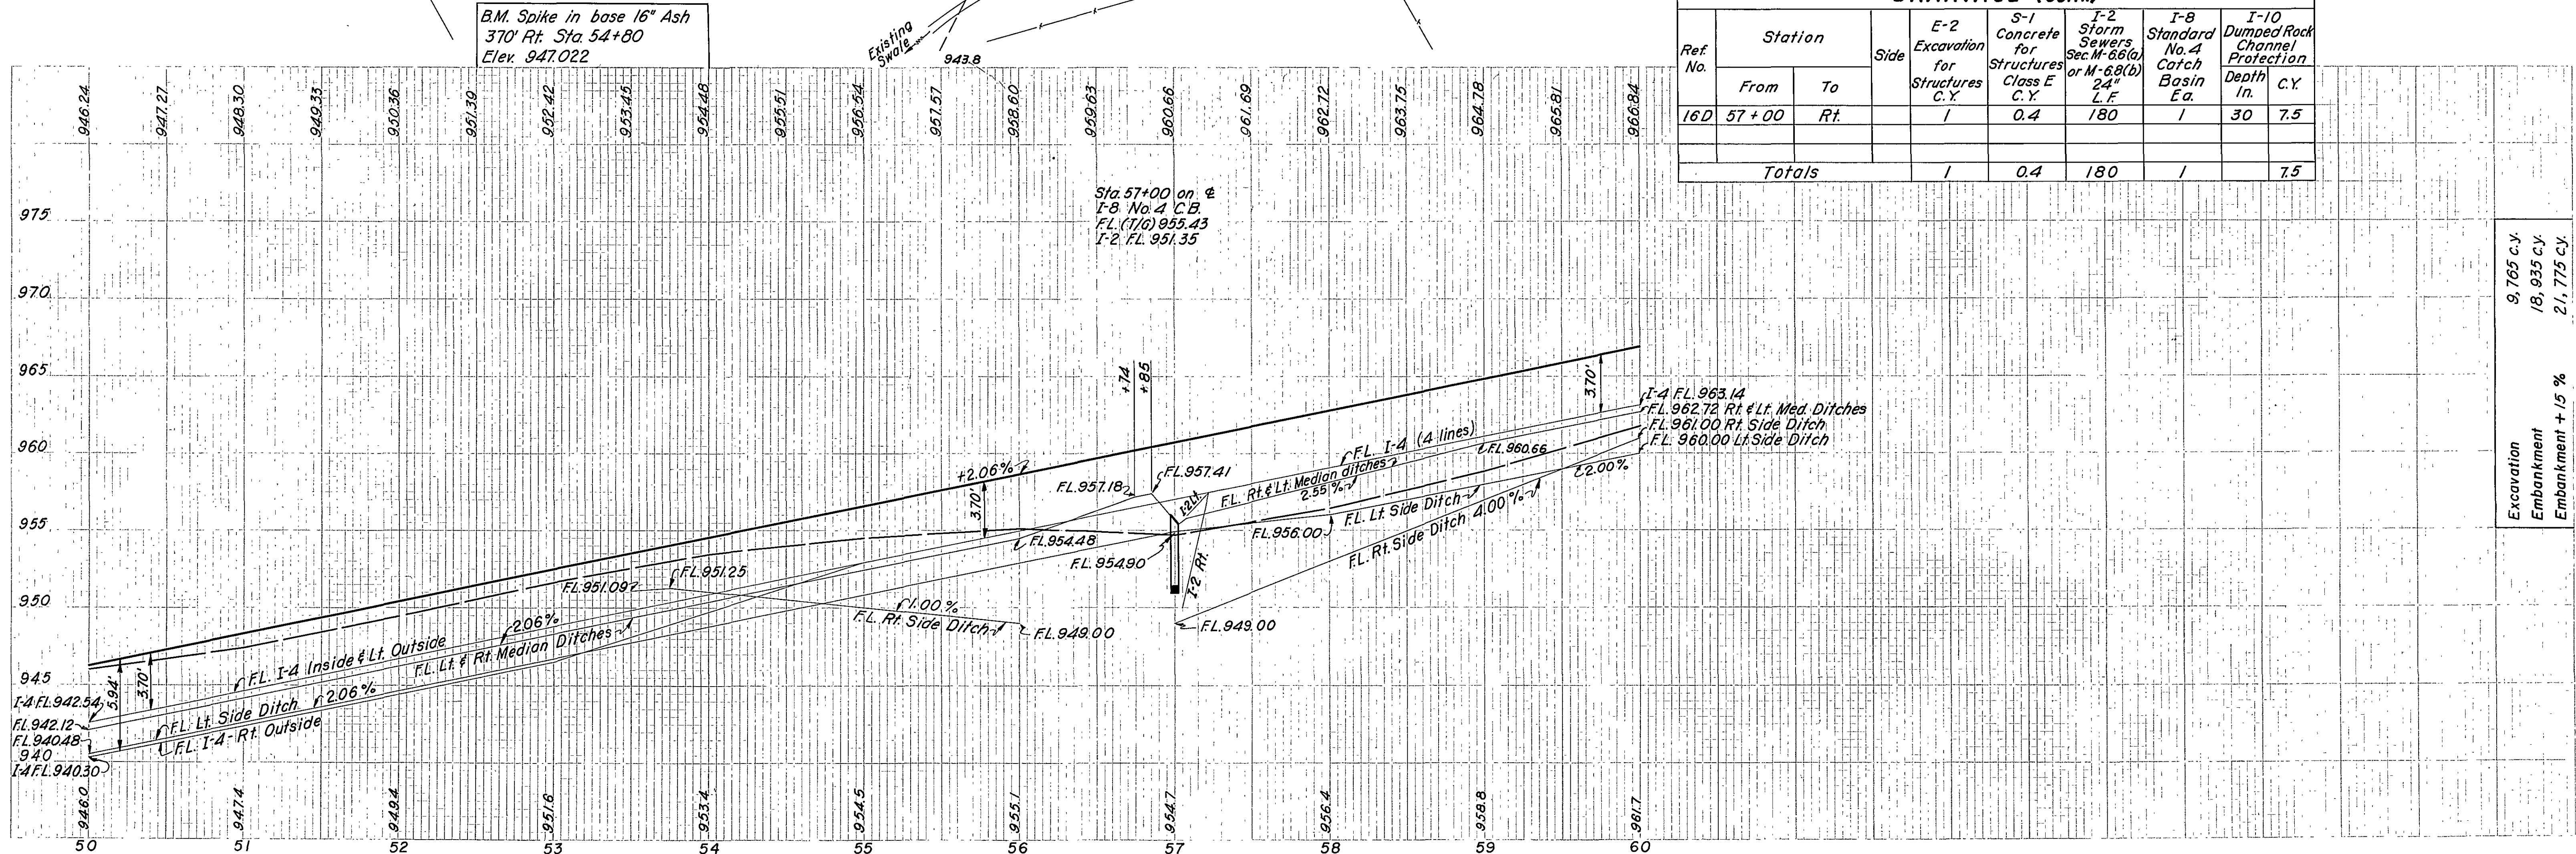 B.M. Spike in base 16" Ash
370' Rt. Sta. 54+80
Elev. 947.022
Existing
Swale
943.8
Ref.
No.
Station
From
To
Side
E-2
Excavation
for
Structures
C.Y.
S-1
Concrete
for
Structures
Class E
C.Y.
I-2
Storm
Sewers
Sec. M-6.6(a)
or M-6.8(b)
24"
L.F.
I-8
Standard
No. 4
Catch
Basin
Ea.
I-10
Dumped Rock
Channel
Protection
Depth
In.
C.Y.
16D 57+00 Rt. 1 0.4 180 1 30 7.5
Totals 1 0.4 180 1 7.5
946.24
947.27
948.30
949.33
950.36
951.39
952.42
953.45
954.48
955.51
956.54
957.57
958.60
959.63
960.66
961.69
962.72
963.75
964.78
965.81
966.84
Sta. 57+00 on ℄
I-8 No. 4 C.B.
F.L. (T/G) 955.43
I-2 F.L. 951.35
975
970
965
960
955
950
945
940
Excavation 9,765 c.y.
Embankment 18,935 c.y.
Embankment +15 % 21,775 c.y.
+74
+85
3.70'
I-4 F.L. 963.14
F.L. 962.72 Rt. & Lt. Med. Ditches
F.L. 961.00 Rt. Side Ditch
F.L. 960.00 Lt. Side Ditch
F.L. I-4 (4 lines)
F.L. 960.66
+2.06%
F.L. 957.41
F.L. 957.18
3.70'
I-2 Lt.
F.L. Rt. & Lt. Median ditches
2.55%
2.00%
F.L. Lt. Side Ditch
F.L. 956.00
F.L. Rt. Side Ditch 4.00%
F.L. 954.48
F.L. 954.90
I-2 Rt.
F.L. 951.09
F.L. 951.25
1.00%
F.L. Rt. Side Ditch
F.L. 949.00
F.L. 949.00
2.06%
F.L. I-4 Inside & Lt. Outside
F.L. Lt. & Rt. Median Ditches
5.94'
3.70'
2.06%
F.L. Lt. Side Ditch
F.L. I-4 - Rt. Outside
I-4 F.L. 942.54
F.L. 942.12
F.L. 940.48
I-4 F.L. 940.30
946.0
947.4
949.4
951.6
953.4
954.5
955.1
954.7
956.4
958.8
961.7
50 51 52 53 54 55 56 57 58 59 60